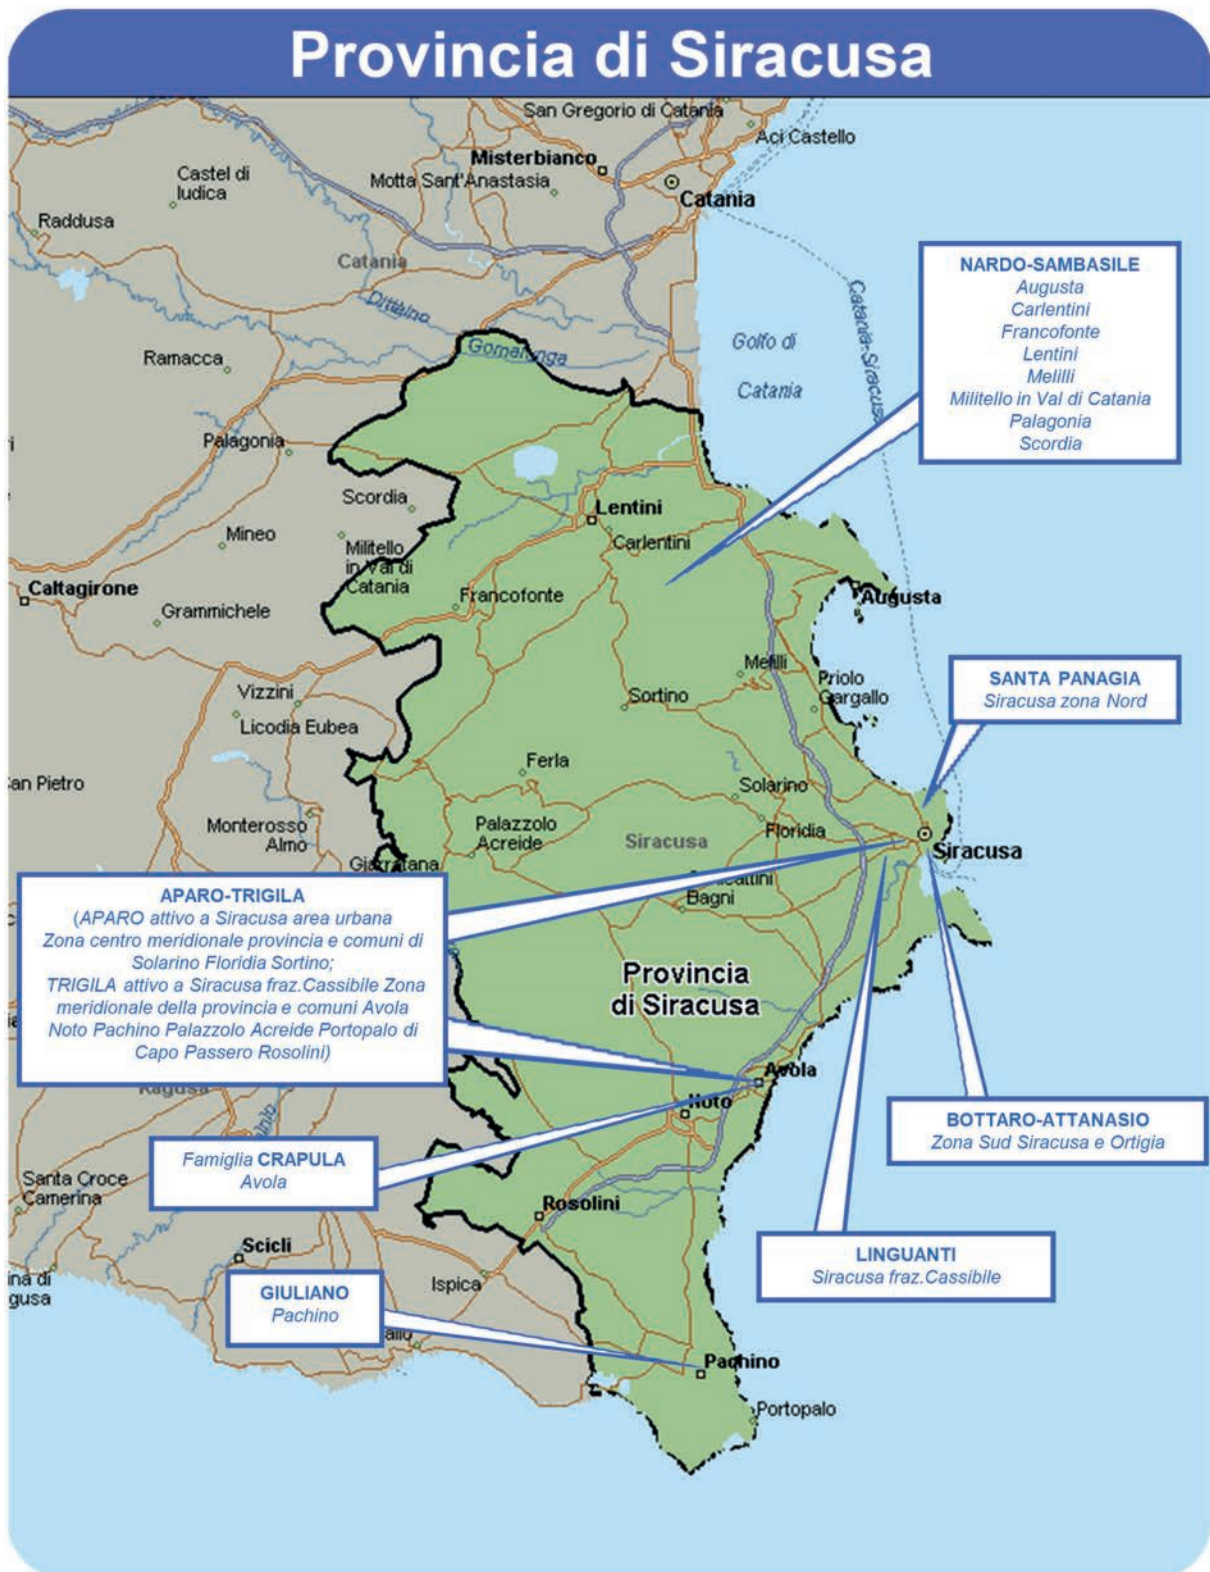 Provincia di Siracusa
San Gregorio di Catania
Aci Castello
Misterbianco
Castel di
Iudica
Motta Sant'Anastasia
Catania
Raddusa
Catania
NARDO-SAMBASILE
Augusta
Carlentini
Francofonte
Lentini
Melilli
Militello in Val di Catania
Palagonia
Scordia
Catania-Siracusa
Dittaino
Gornalunga
Golfo di
Catania
Ramacca
Palagonia
Scordia
Lentini
Carlentini
Mineo
Militello
in Val di
Catania
Caltagirone
Grammichele
Francofonte
Augusta
Melilli
Priolo
Gargallo
SANTA PANAGIA
Siracusa zona Nord
Vizzini
Licodia Eubea
Sortino
an Pietro
Ferla
Solarino
Monterosso
Almo
Palazzolo
Acreide
Siracusa
Floridia
Siracusa
Giarratana
Bagni
APARO-TRIGILA
(APARO attivo a Siracusa area urbana
Zona centro meridionale provincia e comuni di
Solarino Floridia Sortino;
TRIGILA attivo a Siracusa fraz.Cassibile Zona
meridionale della provincia e comuni Avola
Noto Pachino Palazzolo Acreide Portopalo di
Capo Passero Rosolini)
Provincia
di Siracusa
Ragusa
Avola
Noto
BOTTARO-ATTANASIO
Zona Sud Siracusa e Ortigia
Famiglia CRAPULA
Avola
Santa Croce
Camerina
Rosolini
Scicli
LINGUANTI
Siracusa fraz.Cassibile
ina di
gusa
Ispica
GIULIANO
Pachino
Pachino
Portopalo